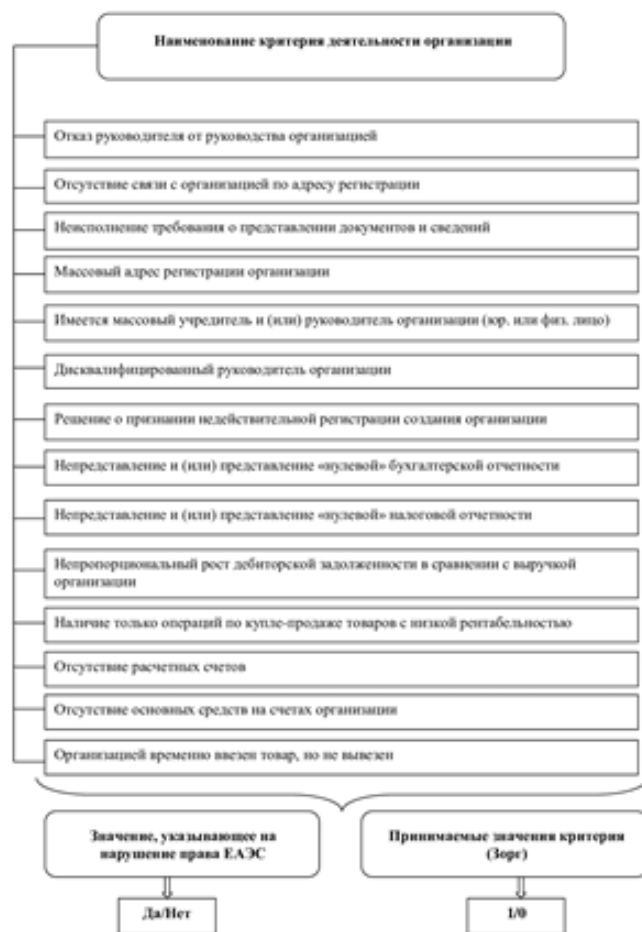 Наименование критерия деятельности организации
Отказ руководителя от руководства организацией
Отсутствие связи с организацией по адресу регистрации
Неисполнение требования о представлении документов и сведений
Массовый адрес регистрации организации
Имеется массовый учредитель и (или) руководитель организации (юр. или физ. лицо)
Дисквалифицированный руководитель организации
Решение о признании недействительной регистрации создания организации
Непредставление и (или) представление «нулевой» бухгалтерской отчетности
Непредставление и (или) представление «нулевой» налоговой отчетности
Непропорциональный рост дебиторской задолженности в сравнении с выручкой
организации
Наличие только операций по купле-продаже товаров с низкой рентабельностью
Отсутствие расчетных счетов
Отсутствие основных средств на счетах организации
Организацией временно ввезен товар, но не вывезен
Значение, указывающее на
нарушение права ЕАЭС
Принимаемые значения критерия
(Зорг)
Да/Нет
1/0